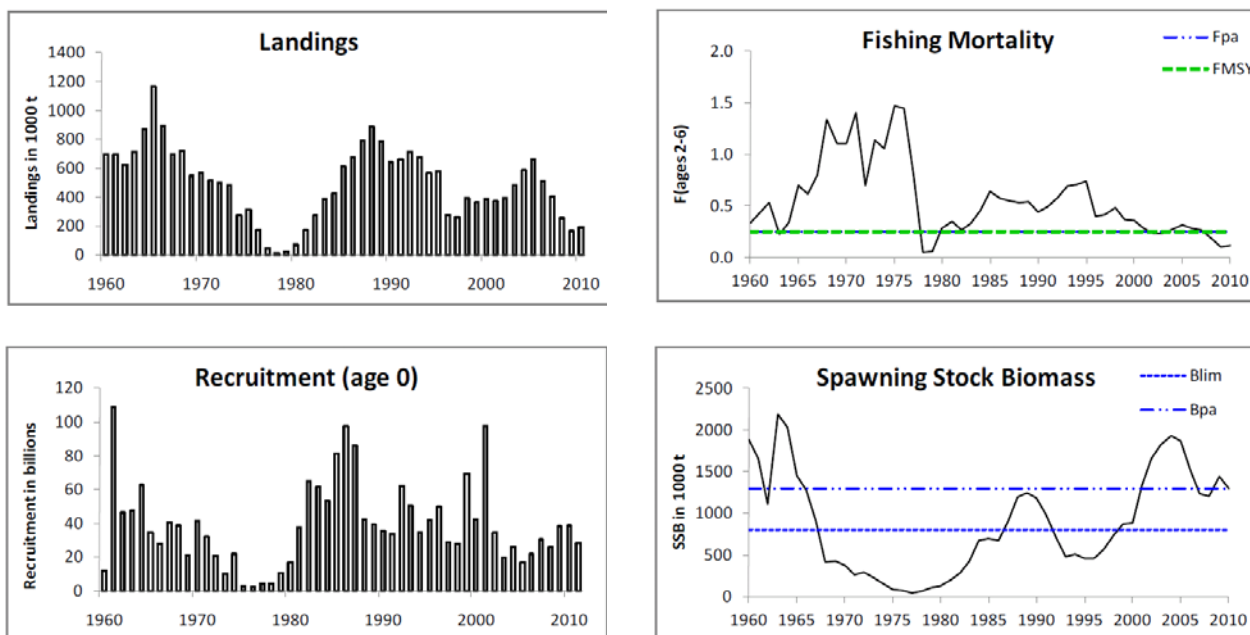 Landings
Landings in 1000 t
1400
1200
1000
800
600
400
200
0
1960 1970 1980 1990 2000 2010
Fishing Mortality
Fpa
FMSY
F(ages 2-6)
2.0
1.5
1.0
0.5
0.0
1960 1965 1970 1975 1980 1985 1990 1995 2000 2005 2010
Recruitment (age 0)
Recruitment in billions
120
100
80
60
40
20
0
1960 1970 1980 1990 2000 2010
Spawning Stock Biomass
Blim
Bpa
SSB in 1000 t
2500
2000
1500
1000
500
0
1960 1965 1970 1975 1980 1985 1990 1995 2000 2005 2010